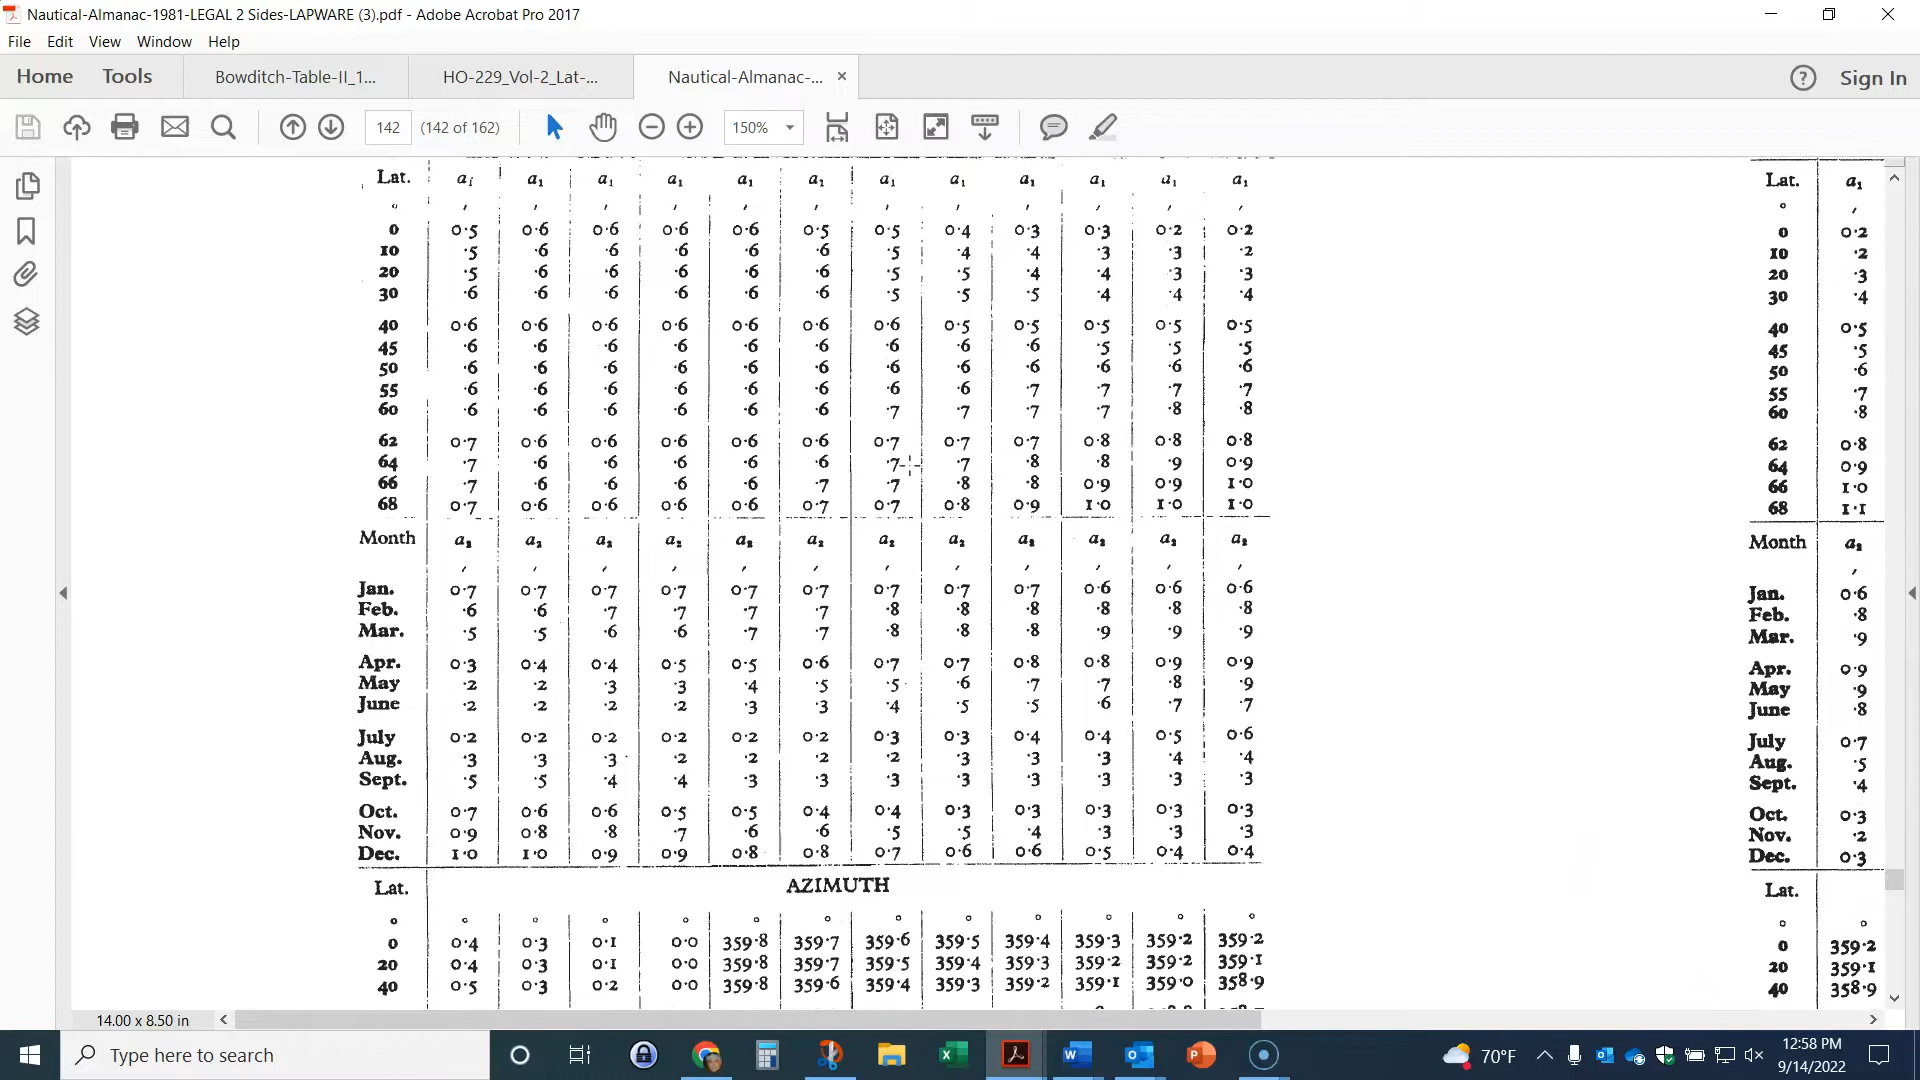 Nautical-Almanac-1981-LEGAL 2 Sides-LAPWARE (3).pdf - Adobe Acrobat Pro 2017
File Edit View Window Help
Home Tools Bowditch-Table-II_1... HO-229_Vol-2_Lat-... Nautical-Almanac-... × ? Sign In
142 (142 of 162) 150%
Lat. a₁ a₁ a₁ a₁ a₁ a₁ a₁ a₁ a₁ a₁ a₁ a₁ Lat. a₁
° ′ ′ ′ ′ ′ ′ ′ ′ ′ ′ ′ ′ ° ′
0 0·5 0·6 0·6 0·6 0·6 0·5 0·5 0·4 0·3 0·3 0·2 0·2 0 0·2
10 ·5 ·6 ·6 ·6 ·6 ·6 ·5 ·4 ·4 ·3 ·3 ·2 10 ·2
20 ·5 ·6 ·6 ·6 ·6 ·6 ·5 ·5 ·4 ·4 ·3 ·3 20 ·3
30 ·6 ·6 ·6 ·6 ·6 ·6 ·5 ·5 ·5 ·4 ·4 ·4 30 ·4
40 0·6 0·6 0·6 0·6 0·6 0·6 0·6 0·5 0·5 0·5 0·5 0·5 40 0·5
45 ·6 ·6 ·6 ·6 ·6 ·6 ·6 ·6 ·6 ·5 ·5 ·5 45 ·5
50 ·6 ·6 ·6 ·6 ·6 ·6 ·6 ·6 ·6 ·6 ·6 ·6 50 ·6
55 ·6 ·6 ·6 ·6 ·6 ·6 ·6 ·6 ·7 ·7 ·7 ·7 55 ·7
60 ·6 ·6 ·6 ·6 ·6 ·6 ·7 ·7 ·7 ·7 ·8 ·8 60 ·8
62 0·7 0·6 0·6 0·6 0·6 0·6 0·7 0·7 0·7 0·8 0·8 0·8 62 0·8
64 ·7 ·6 ·6 ·6 ·6 ·6 ·7 ·7 ·8 ·8 ·9 0·9 64 0·9
66 ·7 ·6 ·6 ·6 ·6 ·7 ·7 ·8 ·8 0·9 0·9 1·0 66 1·0
68 0·7 0·6 0·6 0·6 0·6 0·7 0·7 0·8 0·9 1·0 1·0 1·0 68 1·1
Month a₂ a₂ a₂ a₂ a₂ a₂ a₂ a₂ a₂ a₂ a₂ a₂ Month a₂
′ ′ ′ ′ ′ ′ ′ ′ ′ ′ ′ ′ ′
Jan. 0·7 0·7 0·7 0·7 0·7 0·7 0·7 0·7 0·7 0·6 0·6 0·6 Jan. 0·6
Feb. ·6 ·6 ·7 ·7 ·7 ·7 ·8 ·8 ·8 ·8 ·8 ·8 Feb. ·8
Mar. ·5 ·5 ·6 ·6 ·7 ·7 ·8 ·8 ·8 ·9 ·9 ·9 Mar. ·9
Apr. 0·3 0·4 0·4 0·5 0·5 0·6 0·7 0·7 0·8 0·8 0·9 0·9 Apr. 0·9
May ·2 ·2 ·3 ·3 ·4 ·5 ·5 ·6 ·7 ·7 ·8 ·9 May ·9
June ·2 ·2 ·2 ·2 ·3 ·3 ·4 ·5 ·5 ·6 ·7 ·7 June ·8
July 0·2 0·2 0·2 0·2 0·2 0·2 0·3 0·3 0·4 0·4 0·5 0·6 July 0·7
Aug. ·3 ·3 ·3 ·2 ·2 ·2 ·2 ·3 ·3 ·3 ·4 ·4 Aug. ·5
Sept. ·5 ·5 ·4 ·4 ·3 ·3 ·3 ·3 ·3 ·3 ·3 ·3 Sept. ·4
Oct. 0·7 0·6 0·6 0·5 0·5 0·4 0·4 0·3 0·3 0·3 0·3 0·3 Oct. 0·3
Nov. 0·9 0·8 ·8 ·7 ·6 ·6 ·5 ·5 ·4 ·3 ·3 ·3 Nov. ·2
Dec. 1·0 1·0 0·9 0·9 0·8 0·8 0·7 0·6 0·6 0·5 0·4 0·4 Dec. 0·3
Lat. AZIMUTH Lat.
° ° ° ° ° ° ° ° ° ° ° ° ° °
0 0·4 0·3 0·1 0·0 359·8 359·7 359·6 359·5 359·4 359·3 359·2 359·2 0 359·2
20 0·4 0·3 0·1 0·0 359·8 359·7 359·5 359·4 359·3 359·2 359·2 359·1 20 359·1
40 0·5 0·3 0·2 0·0 359·8 359·6 359·4 359·3 359·2 359·1 359·0 358·9 40 358·9
14.00 x 8.50 in
Type here to search 70°F 12:58 PM
9/14/2022